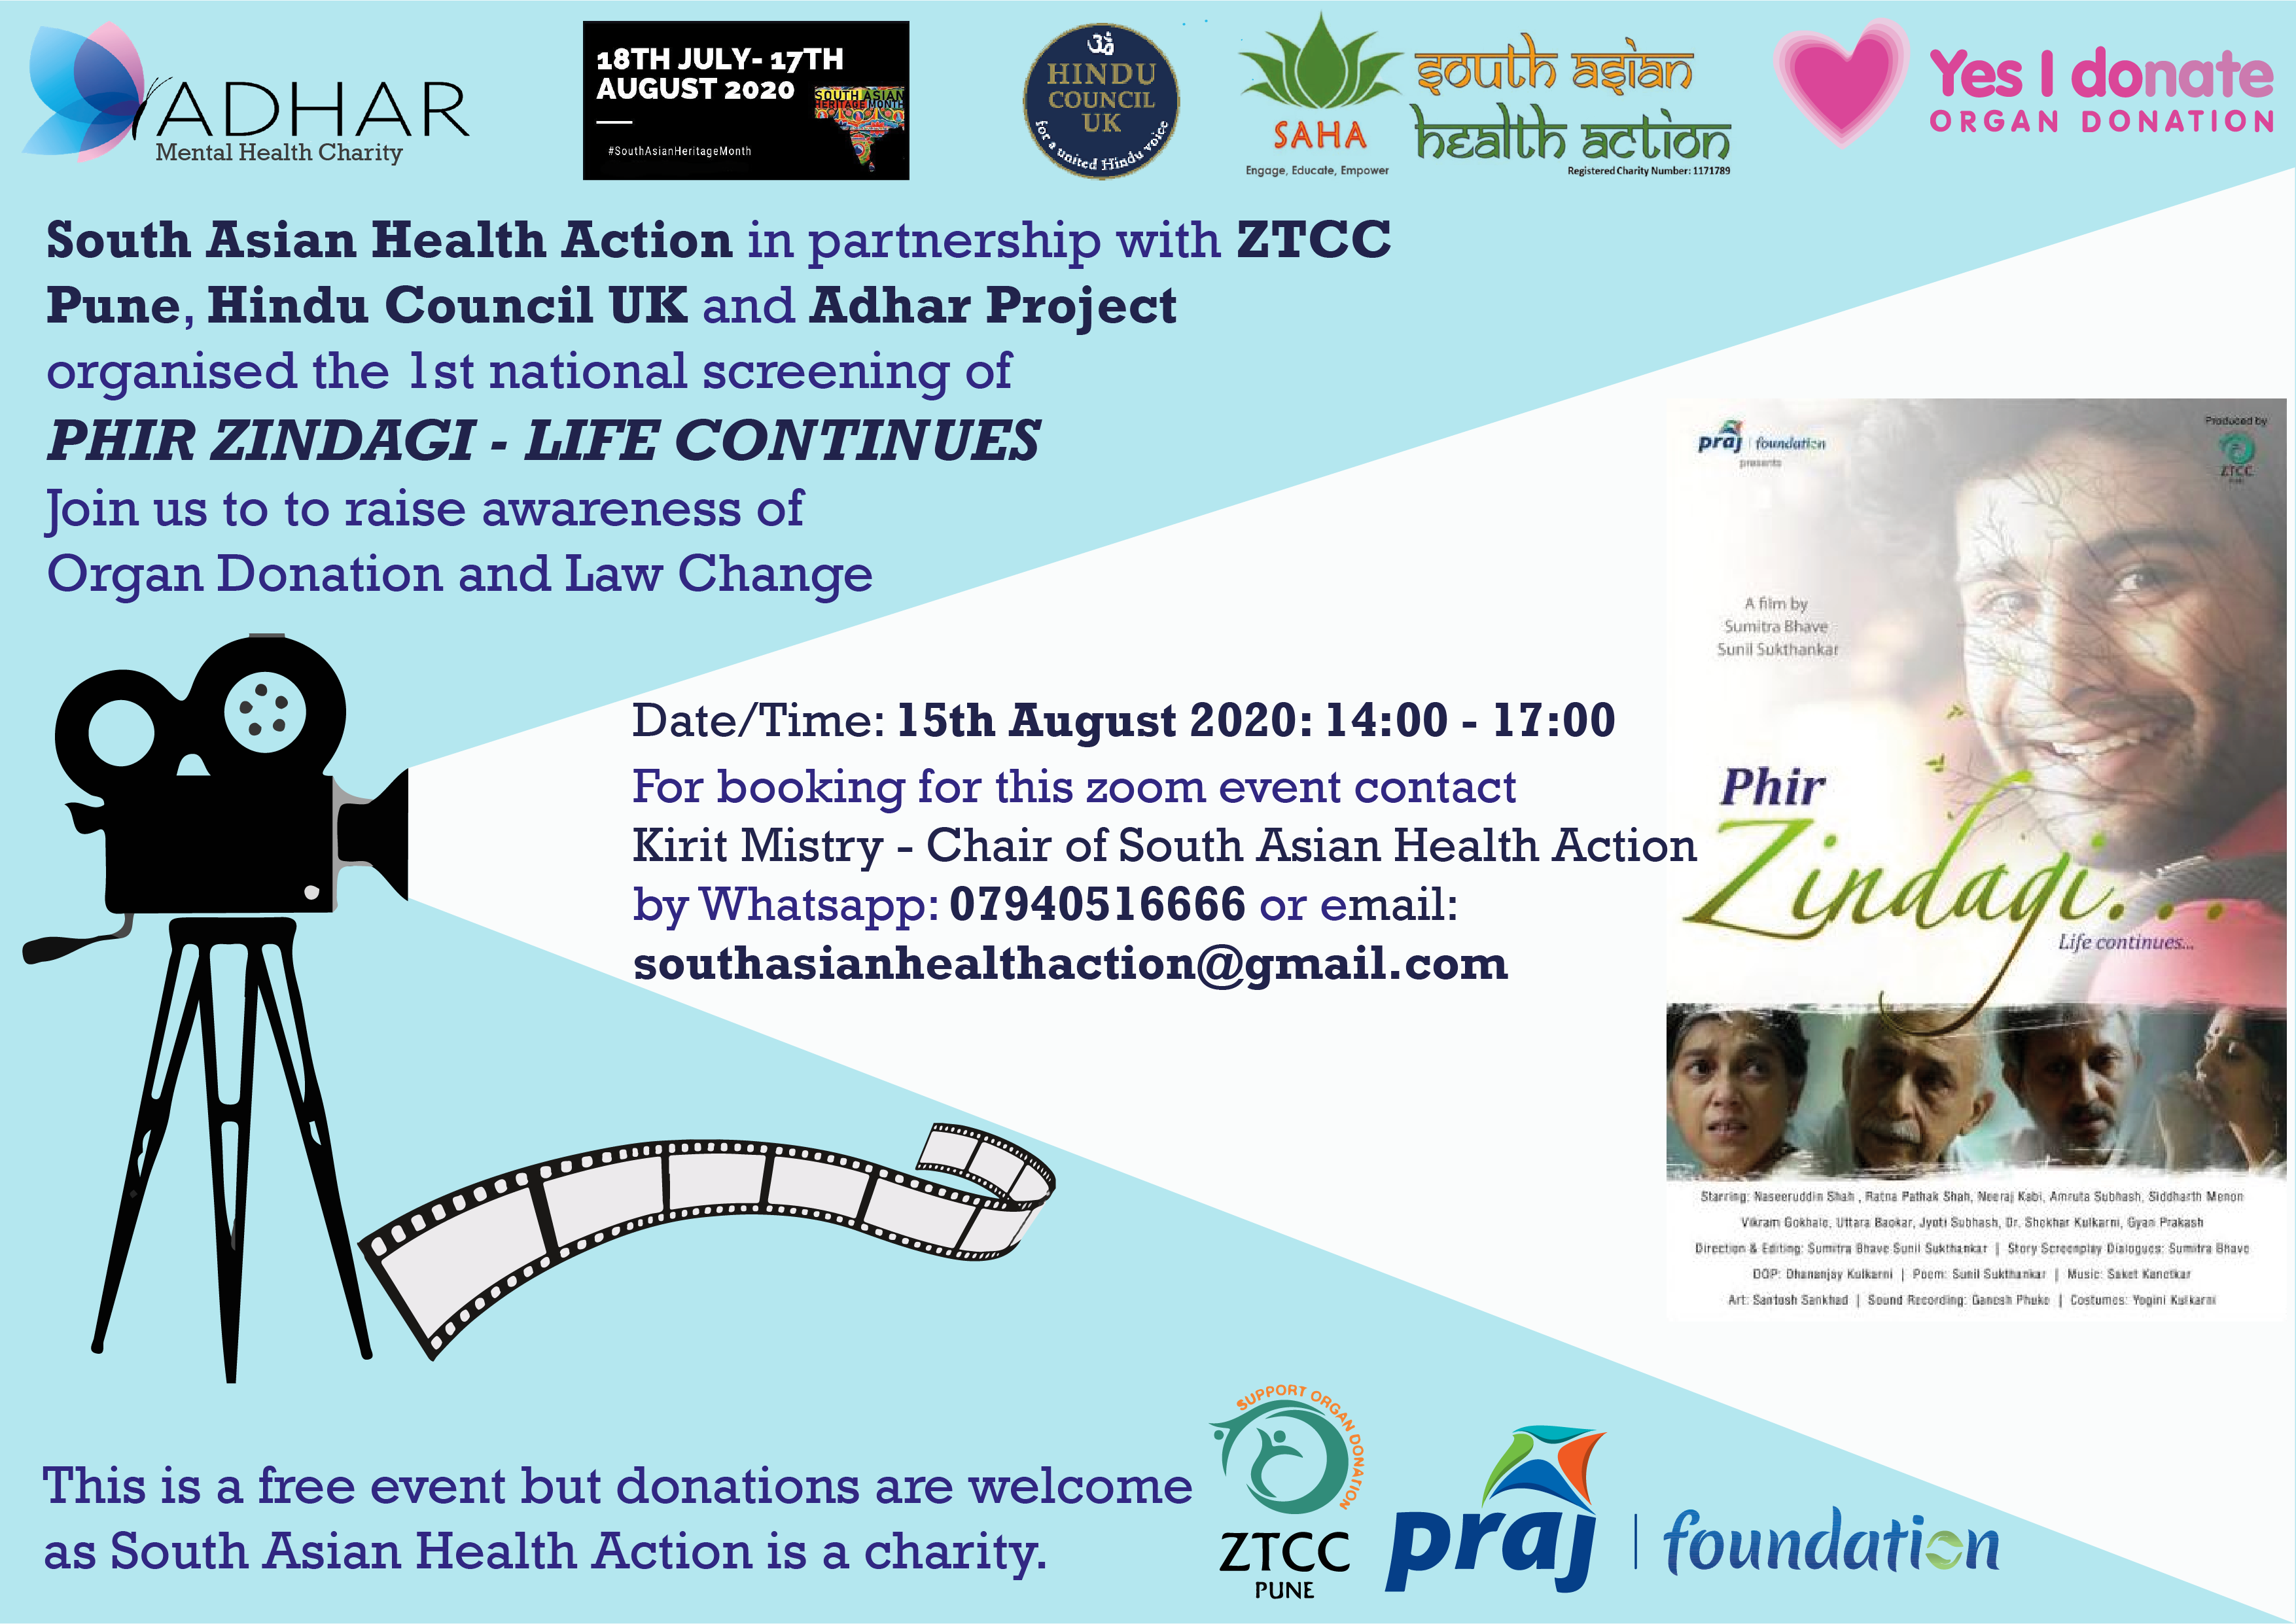 ADHAR
Mental Health Charity
18TH JULY- 17TH
AUGUST 2020
SOUTH ASIAN
HERITAGE MONTH
#SouthAsianHeritageMonth
ॐ
HINDU
COUNCIL
UK
for a united Hindu voice
SAHA
Engage, Educate, Empower
south asian
health action
Registered Charity Number: 1171789
Yes I donate
ORGAN DONATION
South Asian Health Action in partnership with ZTCC
Pune, Hindu Council UK and Adhar Project
organised the 1st national screening of
PHIR ZINDAGI - LIFE CONTINUES
Join us to to raise awareness of
Organ Donation and Law Change
praj foundation
presents
Produced by
ZTCC
PUNE
A film by
Sumitra Bhave
Sunil Sukthankar
Phir
Zindagi...
Life continues...
Starring: Naseeruddin Shah , Ratna Pathak Shah, Neeraj Kabi, Amruta Subhash, Siddharth Menon
Vikram Gokhale, Uttara Baokar, Jyoti Subhash, Dr. Shekhar Kulkarni, Gyan Prakash
Direction & Editing: Sumitra Bhave Sunil Sukthankar | Story Screenplay Dialogues: Sumitra Bhave
DOP: Dhananjay Kulkarni | Poem: Sunil Sukthankar | Music: Saket Kanetkar
Art: Santosh Sankhad | Sound Recording: Ganesh Phuke | Costumes: Yogini Kulkarni
Date/Time: 15th August 2020: 14:00 - 17:00
For booking for this zoom event contact
Kirit Mistry - Chair of South Asian Health Action
by Whatsapp: 07940516666 or email:
southasianhealthaction@gmail.com
This is a free event but donations are welcome
as South Asian Health Action is a charity.
SUPPORT ORGAN DONATION
ZTCC
PUNE
praj | foundation